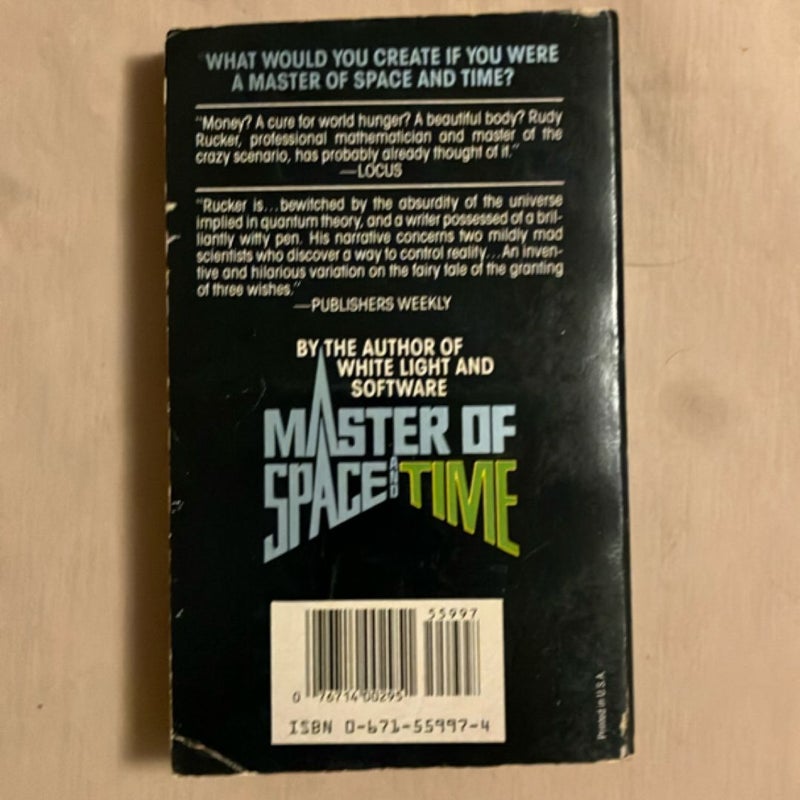 "WHAT WOULD YOU CREATE IF YOU WERE
A MASTER OF SPACE AND TIME?
"Money? A cure for world hunger? A beautiful body? Rudy
Rucker, professional mathematician and master of the
crazy scenario, has probably already thought of it."
—LOCUS
"Rucker is...bewitched by the absurdity of the universe
implied in quantum theory, and a writer possessed of a bril-
liantly witty pen. His narrative concerns two mildly mad
scientists who discover a way to control reality...An inven-
tive and hilarious variation on the fairy tale of the granting
of three wishes."
—PUBLISHERS WEEKLY
BY THE AUTHOR OF
WHITE LIGHT AND
SOFTWARE
MASTER OF
SPACE AND TIME
55997
0 76714 00295
ISBN 0-671-55997-4
Printed in U.S.A.